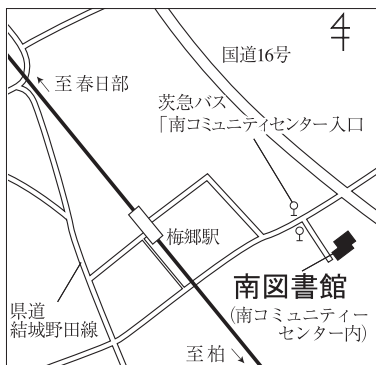 国道16号
至 春日部
茨急バス
「南コミュニティセンター入口
梅郷駅
南図書館
(南コミュニティー
センター内)
県道
結城野田線
至 柏